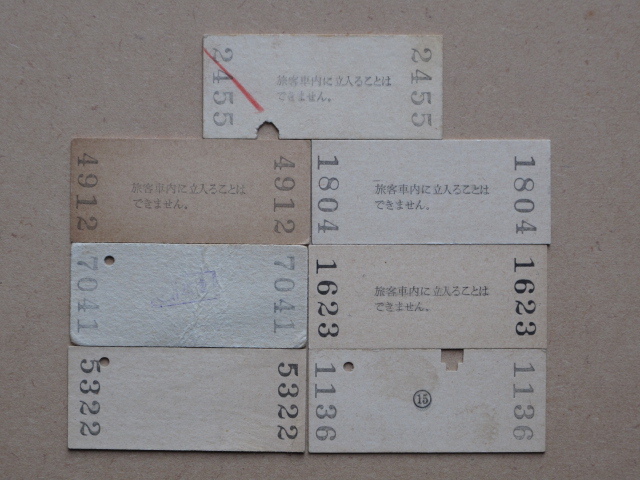 2455
旅客車内に立入ることは
できません。
2455
4912
旅客車内に立入ることは
できません。
4912
1804
旅客車内に立入ることは
できません。
1804
7041
7041
1623
旅客車内に立入ることは
できません。
1623
5322
5322
1136
⑮
1136